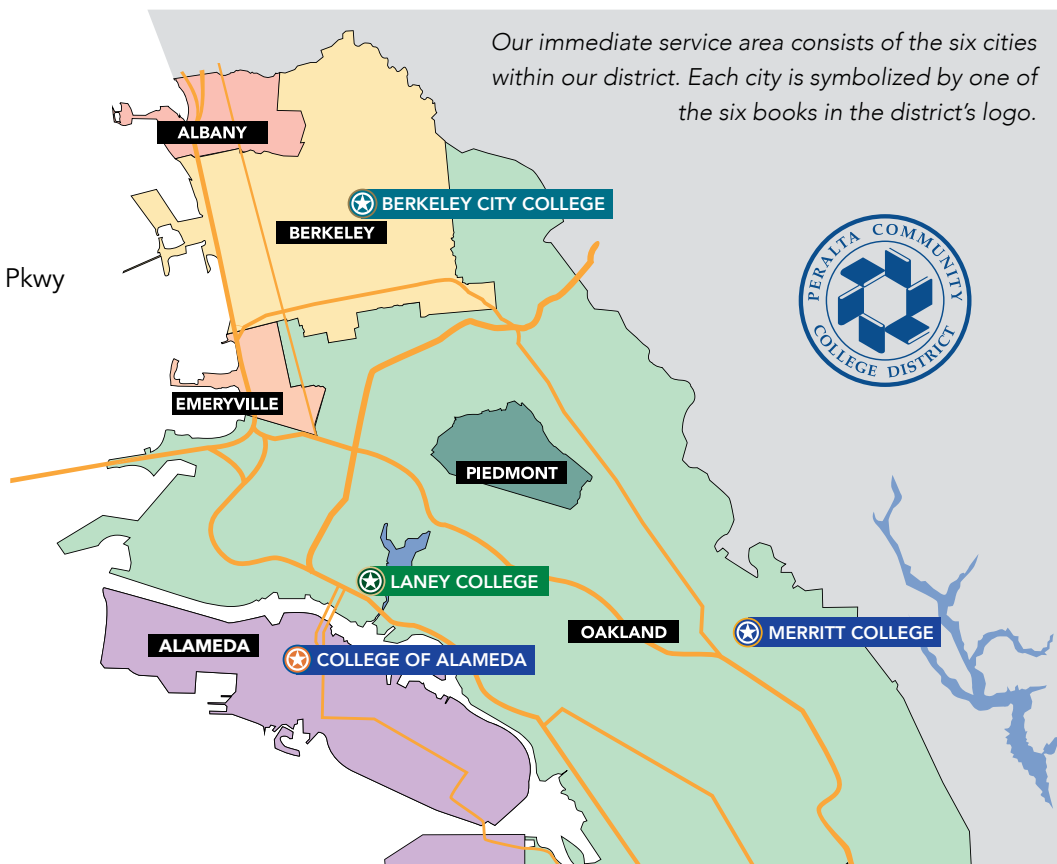 Our immediate service area consists of the six cities
within our district. Each city is symbolized by one of
the six books in the district’s logo.
ALBANY
BERKELEY CITY COLLEGE
BERKELEY
PERALTA COMMUNITY
COLLEGE DISTRICT
Pkwy
EMERYVILLE
PIEDMONT
LANEY COLLEGE
OAKLAND
MERRITT COLLEGE
ALAMEDA
COLLEGE OF ALAMEDA